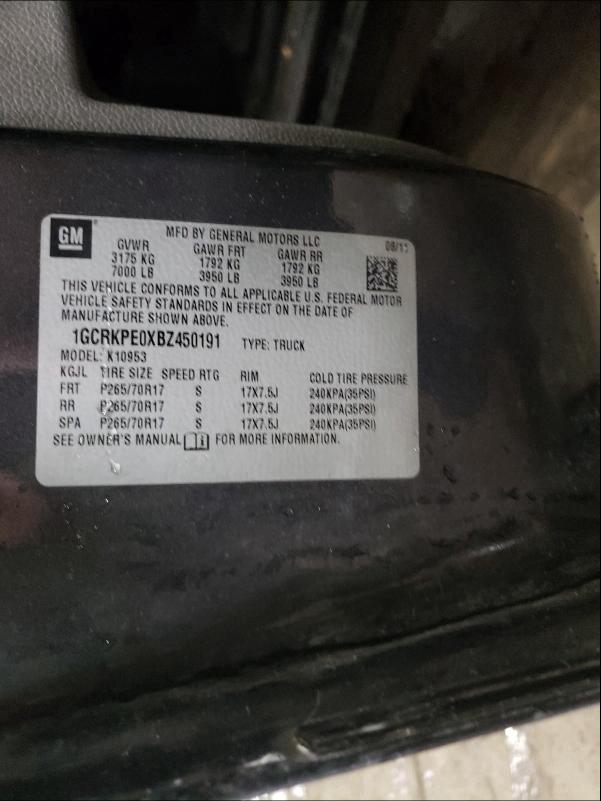 GM
MFD BY GENERAL MOTORS LLC
08/11
GVWR GAWR FRT GAWR RR
3175 KG 1792 KG 1792 KG
7000 LB 3950 LB 3950 LB
THIS VEHICLE CONFORMS TO ALL APPLICABLE U.S. FEDERAL MOTOR
VEHICLE SAFETY STANDARDS IN EFFECT ON THE DATE OF
MANUFACTURE SHOWN ABOVE.
1GCRKPE0XBZ450191 TYPE: TRUCK
MODEL: K10953
KGJL TIRE SIZE SPEED RTG RIM COLD TIRE PRESSURE
FRT P265/70R17 S 17X7.5J 240KPA(35PSI)
RR P265/70R17 S 17X7.5J 240KPA(35PSI)
SPA P265/70R17 S 17X7.5J 240KPA(35PSI)
SEE OWNER'S MANUAL FOR MORE INFORMATION.